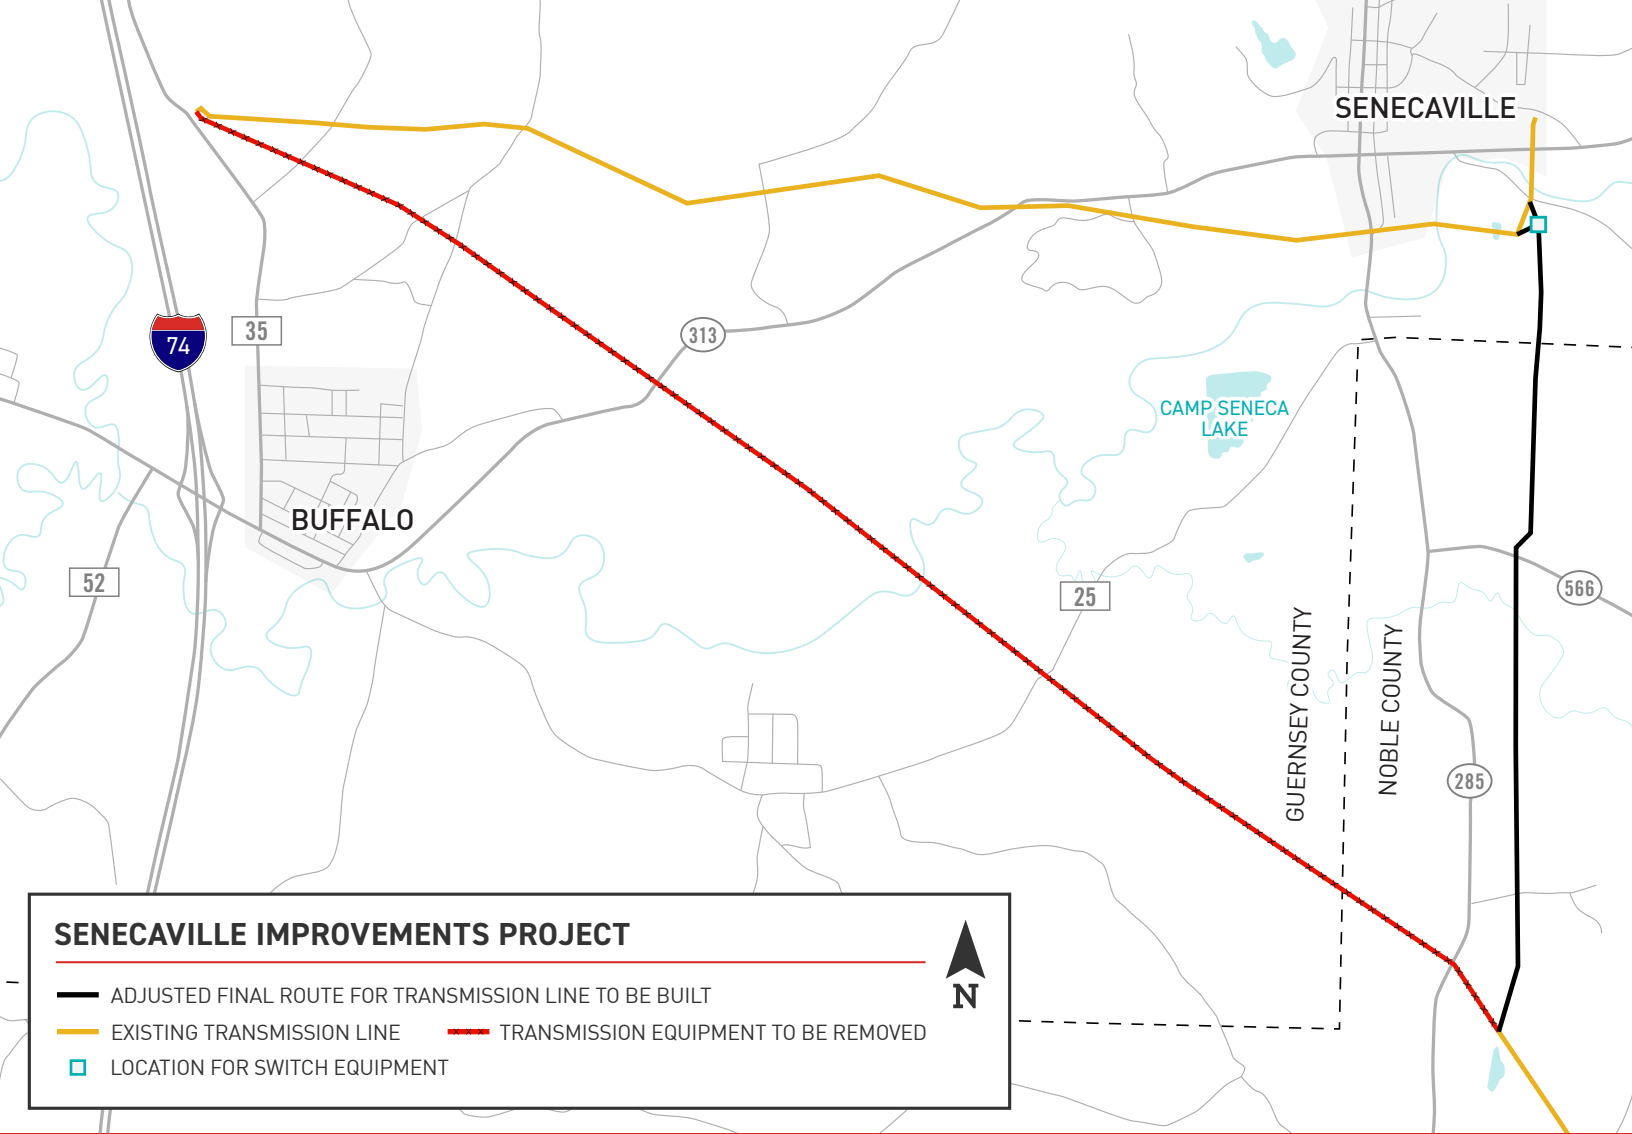 SENECAVILLE
35
74
313
CAMP SENECA
LAKE
BUFFALO
52
25
566
GUERNSEY COUNTY
NOBLE COUNTY
285
SENECAVILLE IMPROVEMENTS PROJECT
ADJUSTED FINAL ROUTE FOR TRANSMISSION LINE TO BE BUILT
EXISTING TRANSMISSION LINE
TRANSMISSION EQUIPMENT TO BE REMOVED
LOCATION FOR SWITCH EQUIPMENT
N